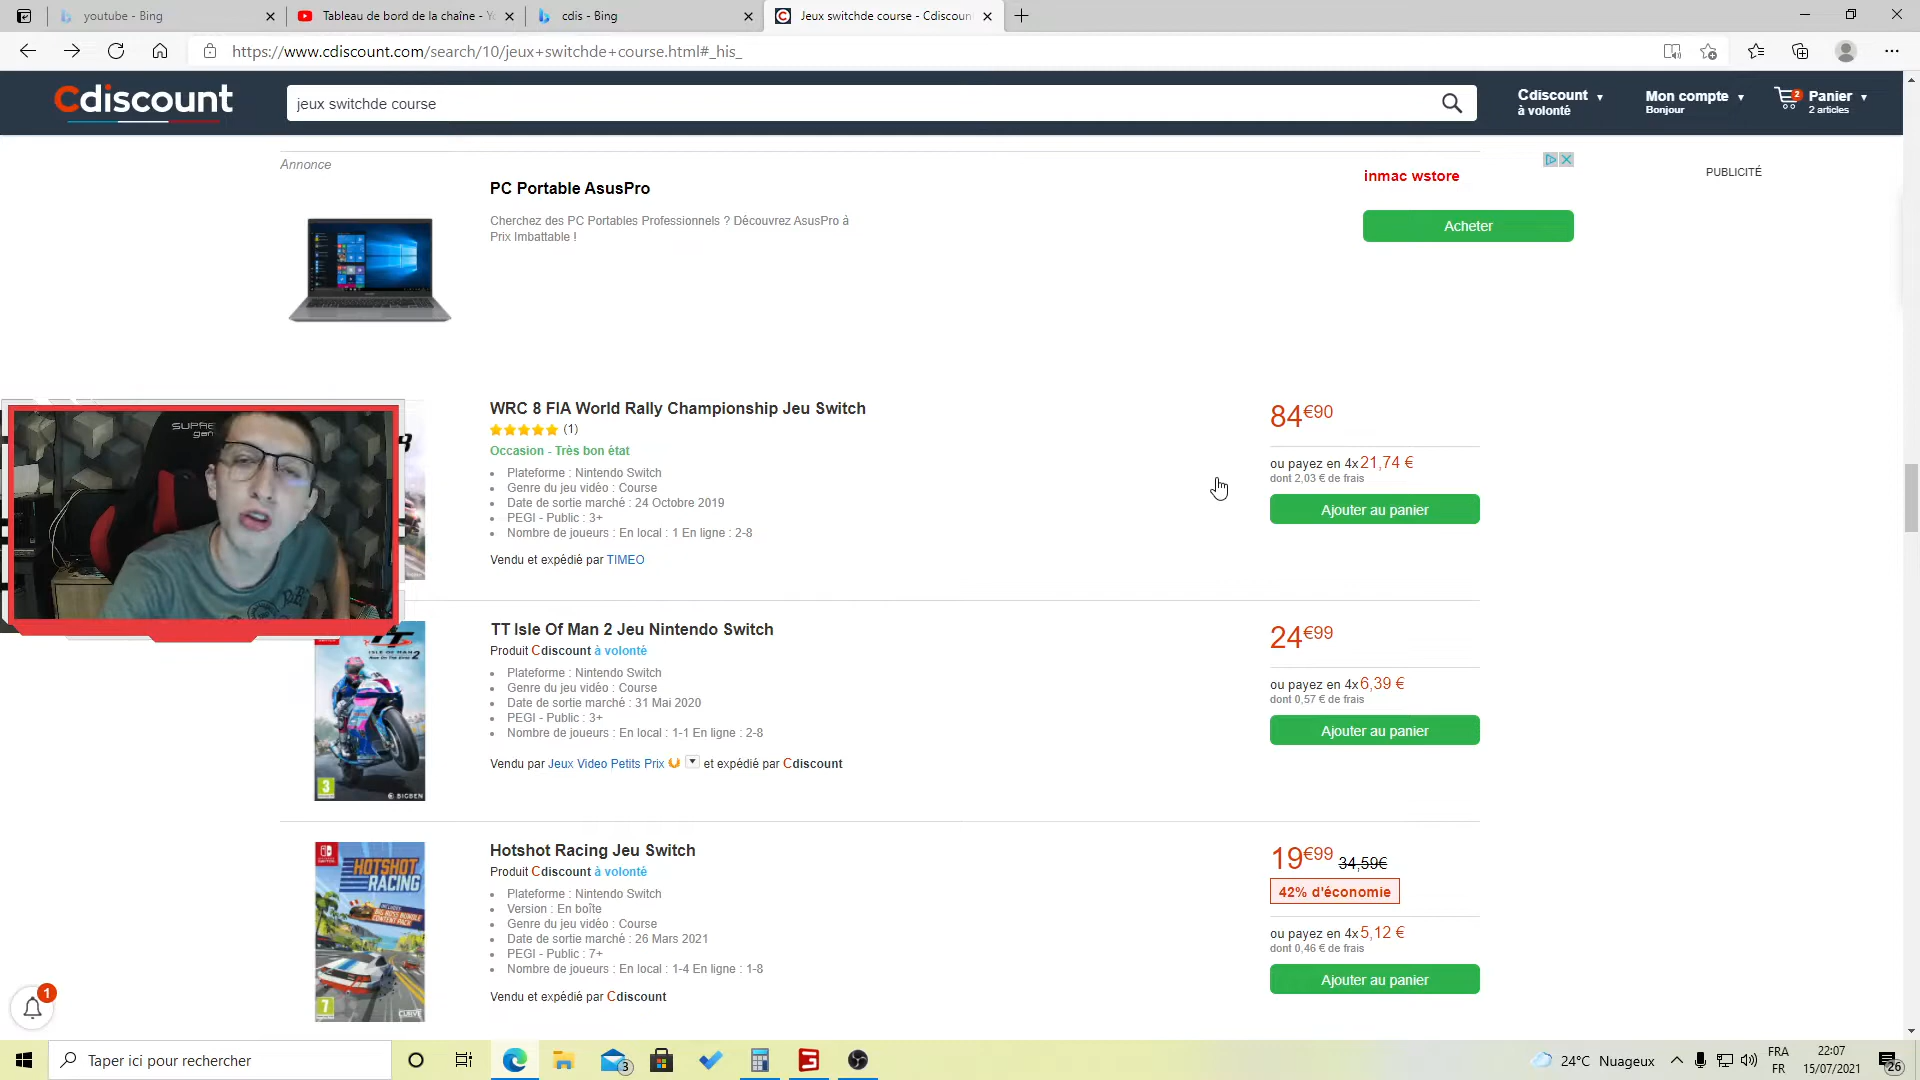 youtube - Bing
Tableau de bord de la chaîne - Yo
cdis - Bing
Jeux switchde course - Cdiscoun
https://www.cdiscount.com/search/10/jeux+switchde+course.html#_his_
Cdiscount
jeux switchde course
Cdiscount
à volonté
Mon compte
Bonjour
2
Panier
2 articles
Annonce
PC Portable AsusPro
Cherchez des PC Portables Professionnels ? Découvrez AsusPro à
Prix Imbattable !
inmac wstore
Acheter
PUBLICITÉ
WRC 8 FIA World Rally Championship Jeu Switch
(1)
Occasion - Très bon état
Plateforme : Nintendo Switch
Genre du jeu vidéo : Course
Date de sortie marché : 24 Octobre 2019
PEGI - Public : 3+
Nombre de joueurs : En local : 1 En ligne : 2-8
Vendu et expédié par TIMEO
84€90
ou payez en 4x 21,74 €
dont 2,03 € de frais
Ajouter au panier
TT Isle Of Man 2 Jeu Nintendo Switch
Produit Cdiscount à volonté
Plateforme : Nintendo Switch
Genre du jeu vidéo : Course
Date de sortie marché : 31 Mai 2020
PEGI - Public : 3+
Nombre de joueurs : En local : 1-1 En ligne : 2-8
Vendu par Jeux Video Petits Prix et expédié par Cdiscount
24€99
ou payez en 4x 6,39 €
dont 0,57 € de frais
Ajouter au panier
TT
ISLE OF MAN 2
3
BIGBEN
Hotshot Racing Jeu Switch
Produit Cdiscount à volonté
Plateforme : Nintendo Switch
Version : En boîte
Genre du jeu vidéo : Course
Date de sortie marché : 26 Mars 2021
PEGI - Public : 7+
Nombre de joueurs : En local : 1-4 En ligne : 1-8
Vendu et expédié par Cdiscount
19€99 34,59€
42% d'économie
ou payez en 4x 5,12 €
dont 0,46 € de frais
Ajouter au panier
HOTSHOT
RACING
7
1
Taper ici pour rechercher
3
24°C Nuageux
FRA
FR
22:07
15/07/2021
26